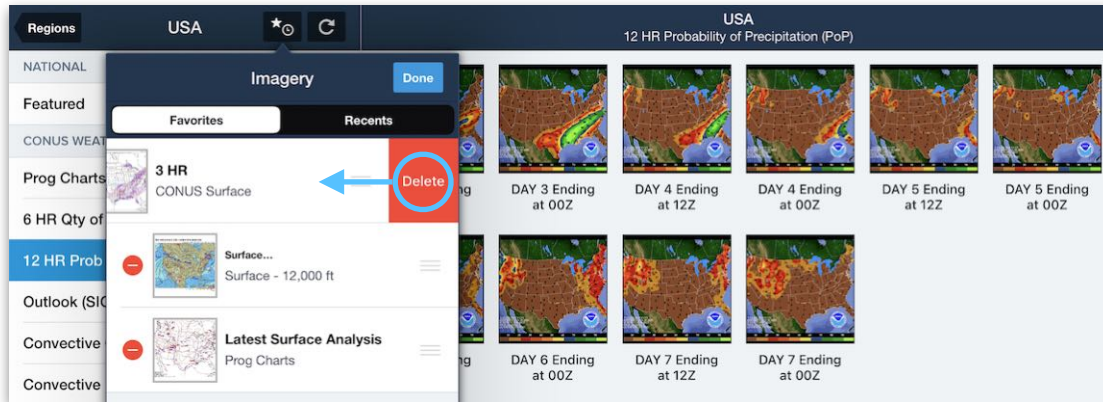 Regions
USA
USA
12 HR Probability of Precipitation (PoP)
NATIONAL
Featured
CONUS WEAT
Prog Charts
6 HR Qty of
12 HR Prob
Outlook (SIG
Convective
Convective
Imagery
Done
Favorites
Recents
3 HR
CONUS Surface
Delete
Surface...
Surface - 12,000 ft
Latest Surface Analysis
Prog Charts
ng
DAY 3 Ending
at 00Z
DAY 4 Ending
at 12Z
DAY 4 Ending
at 00Z
DAY 5 Ending
at 12Z
DAY 5 Ending
at 00Z
ng
DAY 6 Ending
at 00Z
DAY 7 Ending
at 12Z
DAY 7 Ending
at 00Z